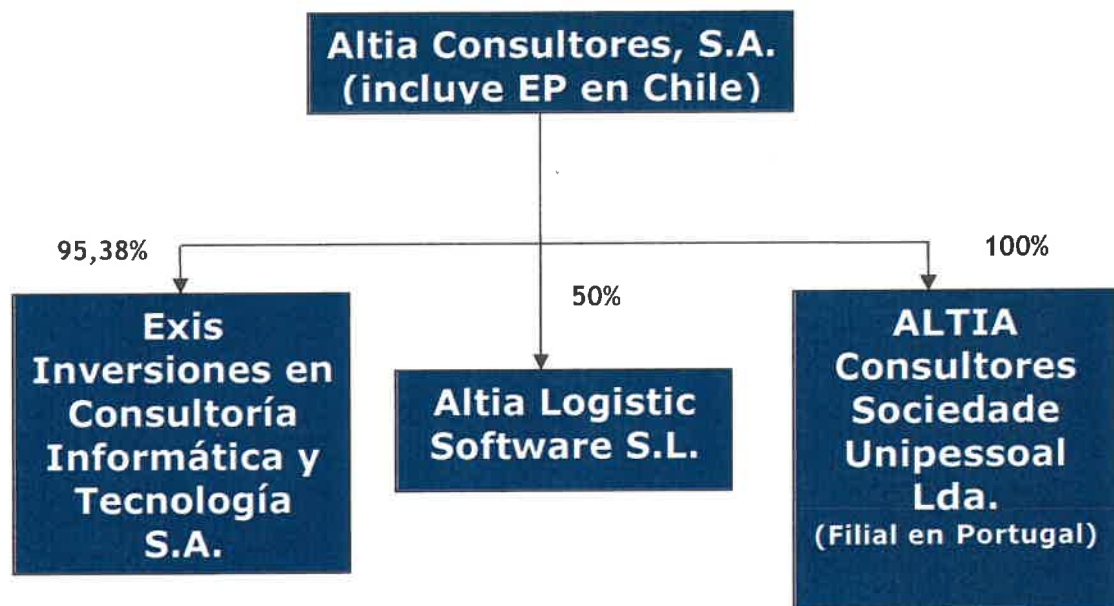 Altia Consultores, S.A.
(incluye EP en Chile)
95,38%
50%
100%
Exis
Inversiones en
Consultoría
Informática y
Tecnología
S.A.
Altia Logistic
Software S.L.
ALTIA
Consultores
Sociedade
Unipessoal
Lda.
(Filial en Portugal)